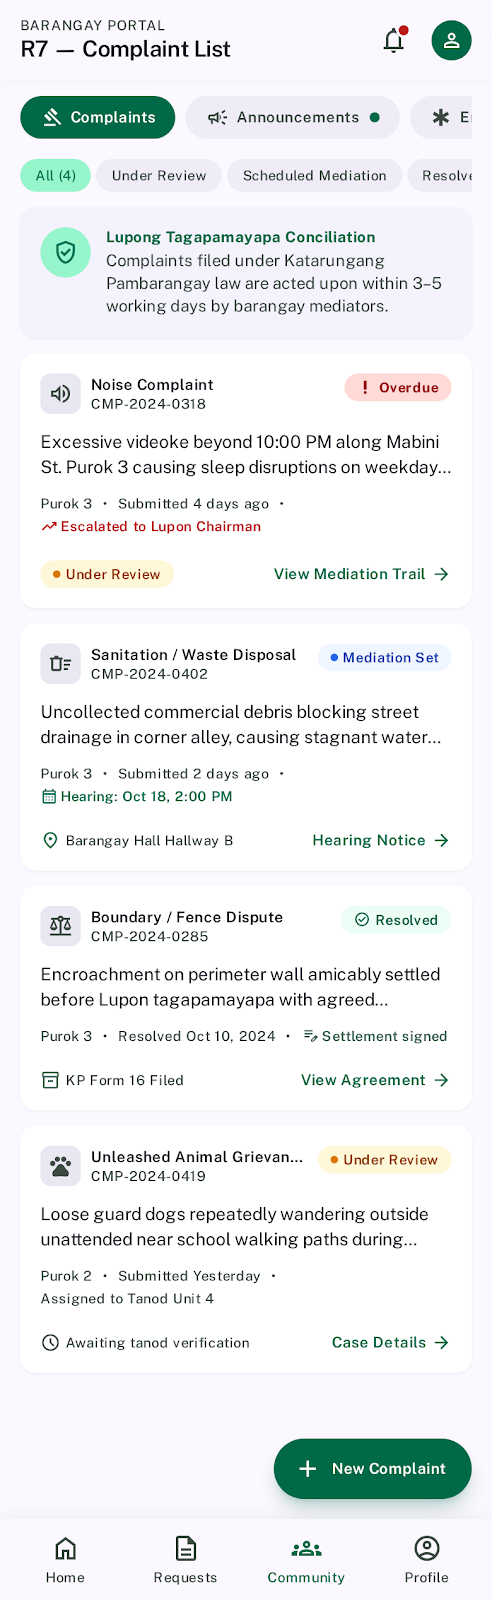 BARANGAY PORTAL
R7 — Complaint List
Complaints
Announcements
All (4)
Under Review
Scheduled Mediation
Lupong Tagapamayapa Conciliation
Complaints filed under Katarungang
Pambarangay law are acted upon within 3–5
working days by barangay mediators.
Noise Complaint
CMP-2024-0318
Overdue
Excessive videoke beyond 10:00 PM along Mabini
St. Purok 3 causing sleep disruptions on weekday...
Purok 3 • Submitted 4 days ago •
Escalated to Lupon Chairman
Under Review
View Mediation Trail →
Sanitation / Waste Disposal
CMP-2024-0402
Mediation Set
Uncollected commercial debris blocking street
drainage in corner alley, causing stagnant water...
Purok 3 • Submitted 2 days ago •
Hearing: Oct 18, 2:00 PM
Barangay Hall Hallway B
Hearing Notice →
Boundary / Fence Dispute
CMP-2024-0285
Resolved
Encroachment on perimeter wall amicably settled
before Lupon tagapamayapa with agreed...
Purok 3 • Resolved Oct 10, 2024 • Settlement signed
KP Form 16 Filed
View Agreement →
Unleashed Animal Grievan...
CMP-2024-0419
Under Review
Loose guard dogs repeatedly wandering outside
unattended near school walking paths during...
Purok 2 • Submitted Yesterday •
Assigned to Tanod Unit 4
Awaiting tanod verification
Case Details →
+ New Complaint
Home
Requests
Community
Profile